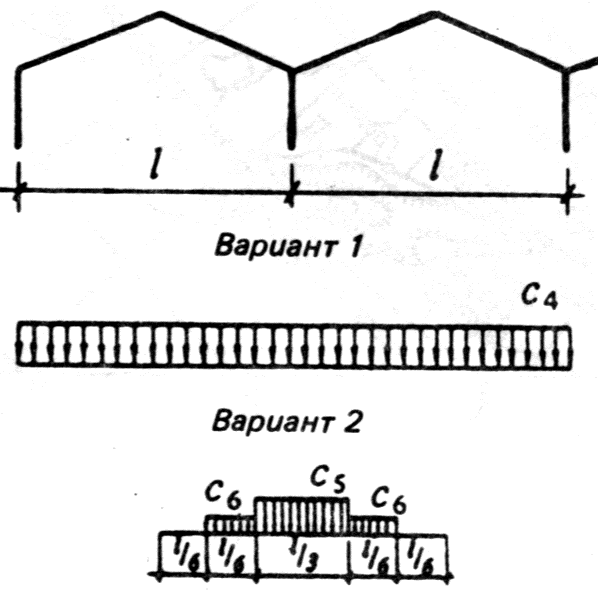 l l
Вариант 1
C4
Вариант 2
C6 C5 C6
l/6 l/6 l/3 l/6 l/6